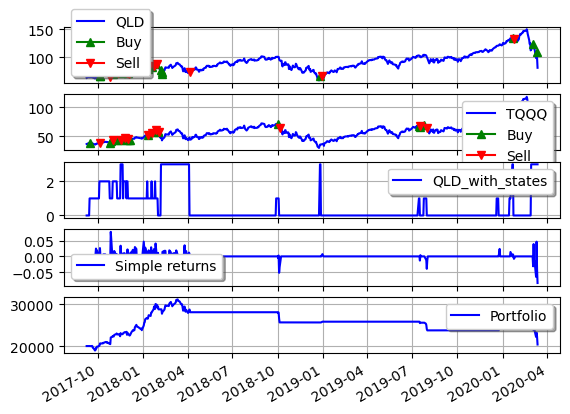 QLD
Buy
Sell
150
100
TQQQ
Buy
Sell
100
50
QLD_with_states
2
0
Simple returns
0.05
0.00
−0.05
Portfolio
30000
20000
2017-10
2018-01
2018-04
2018-07
2018-10
2019-01
2019-04
2019-07
2019-10
2020-01
2020-04